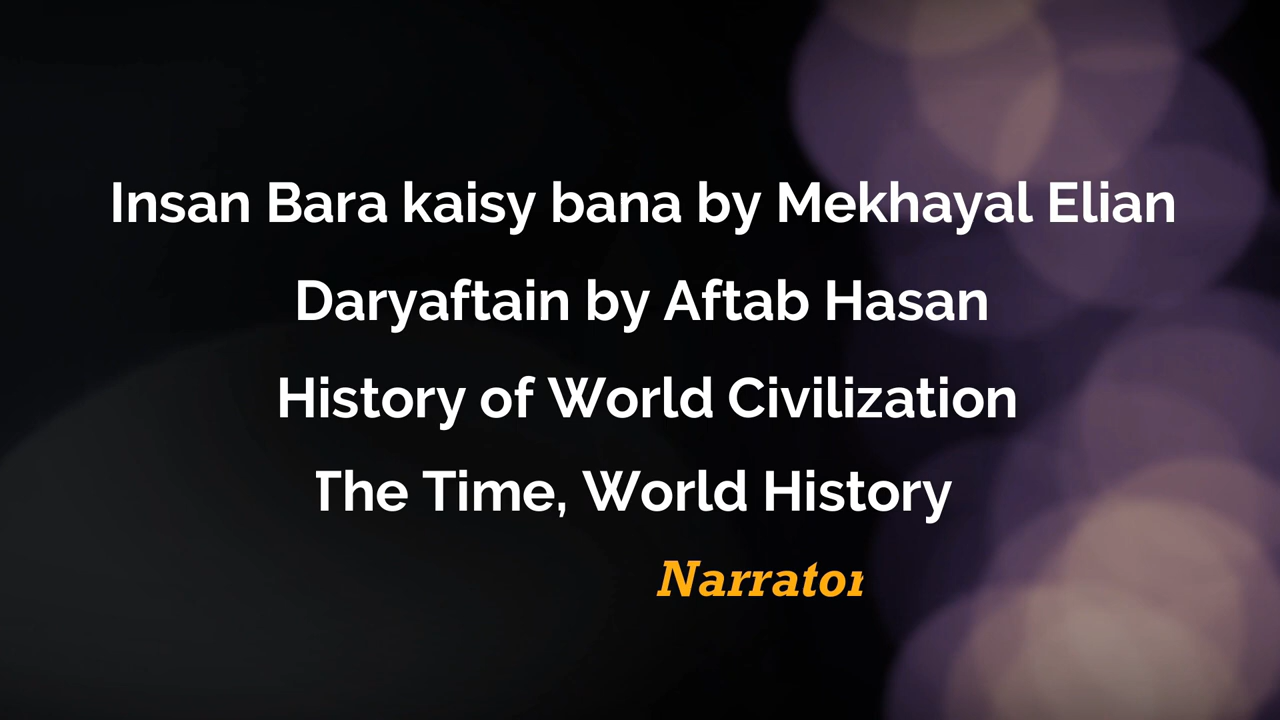 Insan Bara kaisy bana by Mekhayal Elian
Daryaftain by Aftab Hasan
History of World Civilization
The Time, World History
Narrator